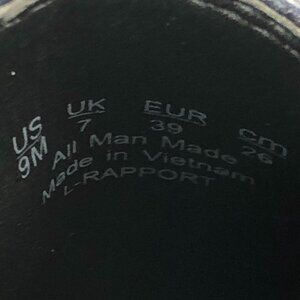 US UK EUR cm
9M 7 39 26
All Man Made
Made in Vietnam
L-RAPPORT